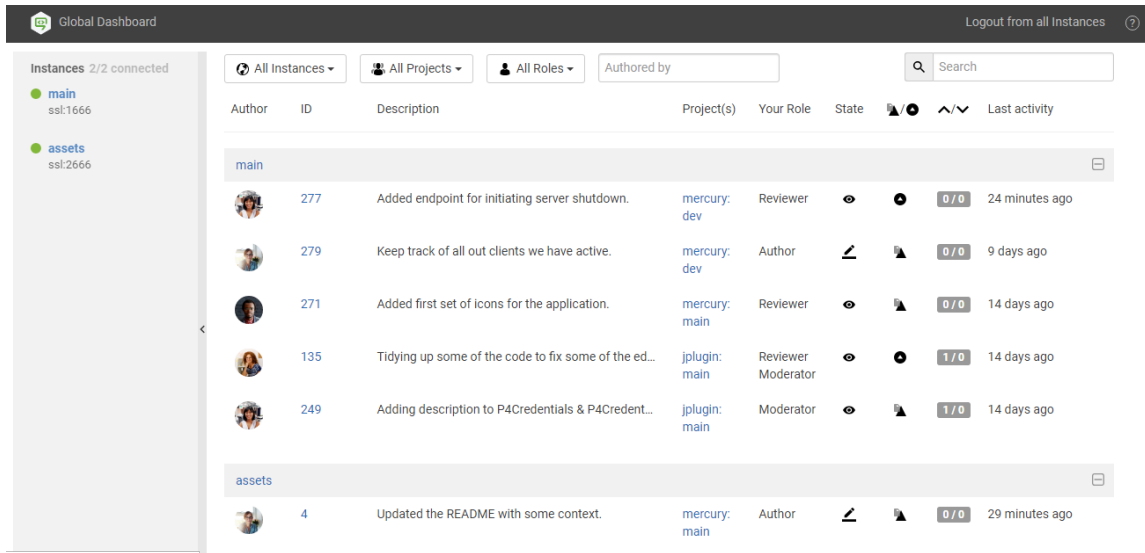 Global Dashboard Logout from all Instances ?
Instances 2/2 connected
main
ssl:1666
assets
ssl:2666
All Instances All Projects All Roles Authored by Search
Author ID Description Project(s) Your Role State / / Last activity
main
277 Added endpoint for initiating server shutdown. mercury: Reviewer 0 / 0 24 minutes ago
dev
279 Keep track of all out clients we have active. mercury: Author 0 / 0 9 days ago
dev
271 Added first set of icons for the application. mercury: Reviewer 0 / 0 14 days ago
main
135 Tidying up some of the code to fix some of the ed... jplugin: Reviewer 1 / 0 14 days ago
main Moderator
249 Adding description to P4Credentials & P4Credent... jplugin: Moderator 1 / 0 14 days ago
main
assets
4 Updated the README with some context. mercury: Author 0 / 0 29 minutes ago
main